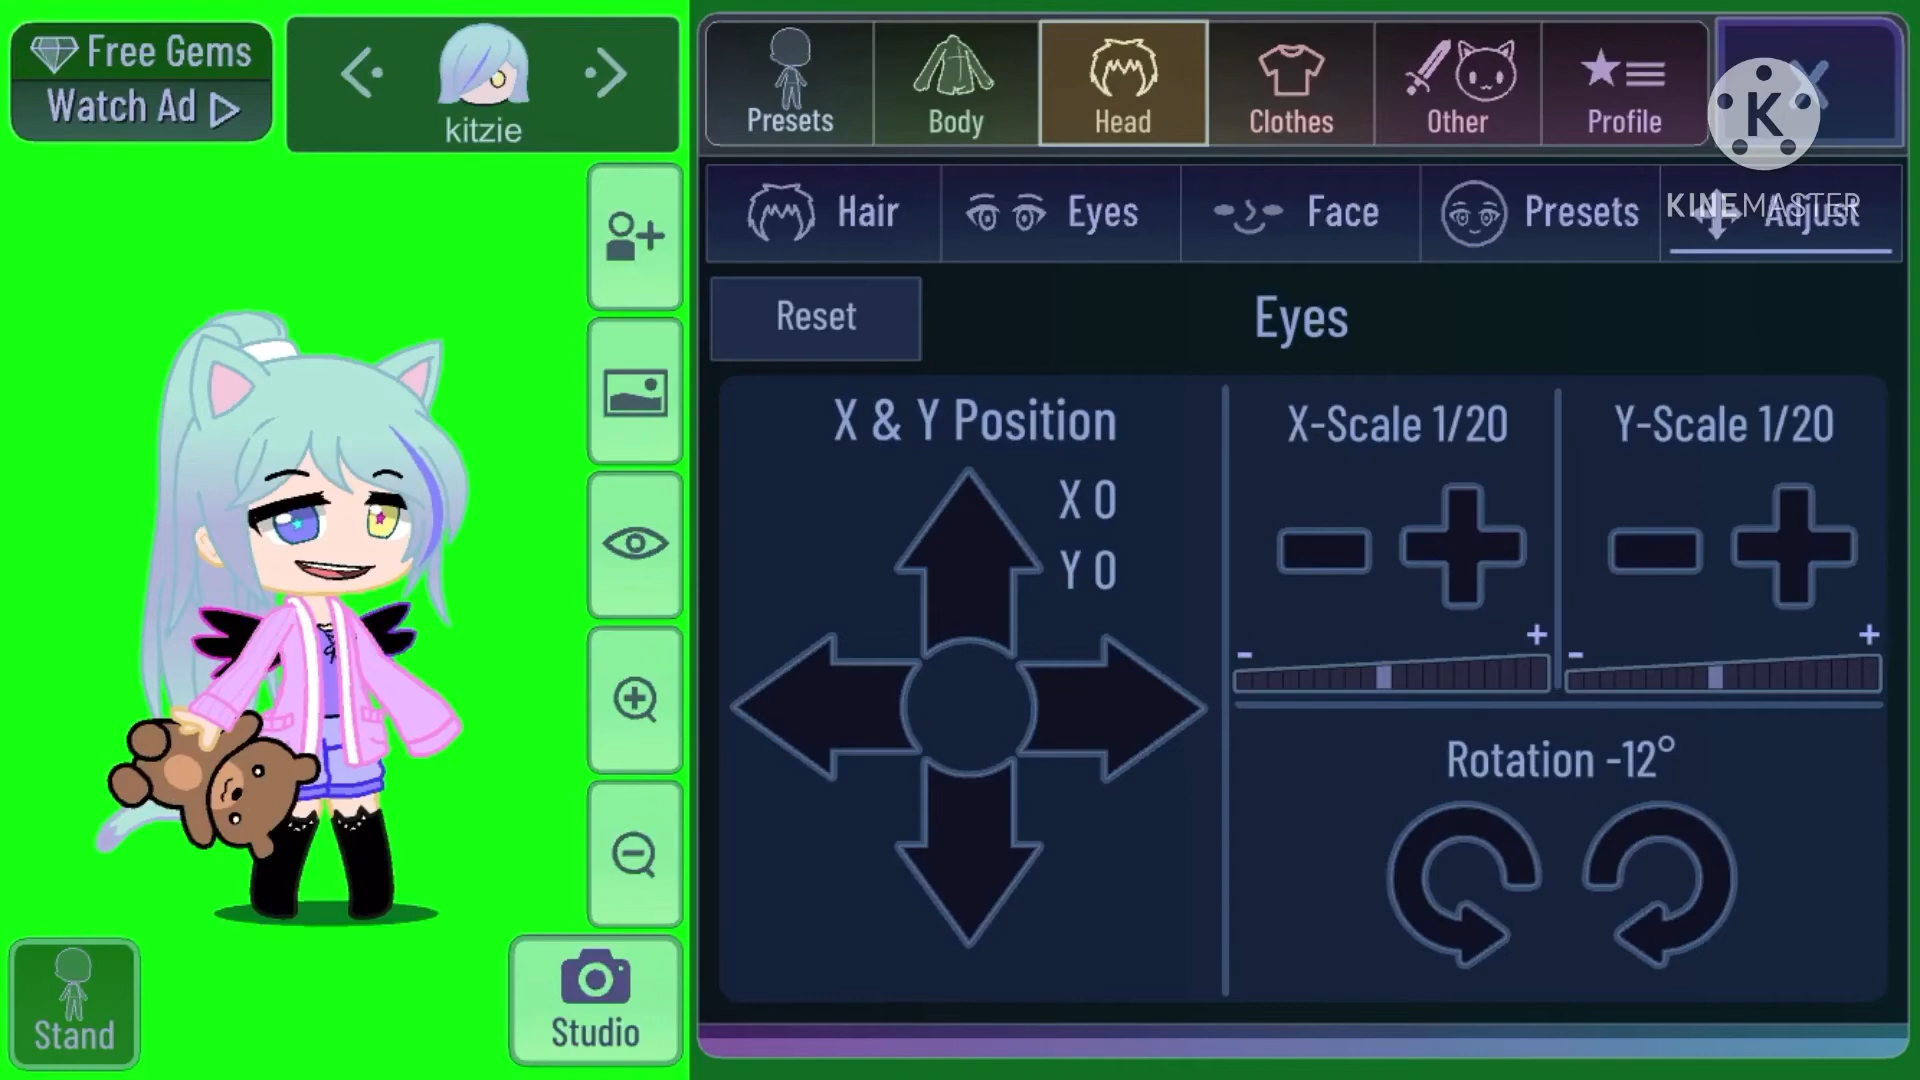 Free Gems
Watch Ad
kitzie
Presets
Body
Head
Clothes
Other
Profile
K
KINEMASTER
Hair
Eyes
Face
Presets
Adjust
Reset
Eyes
X & Y Position
X 0
Y 0
X-Scale 1/20
Y-Scale 1/20
- +
- +
Rotation -12°
Stand
Studio